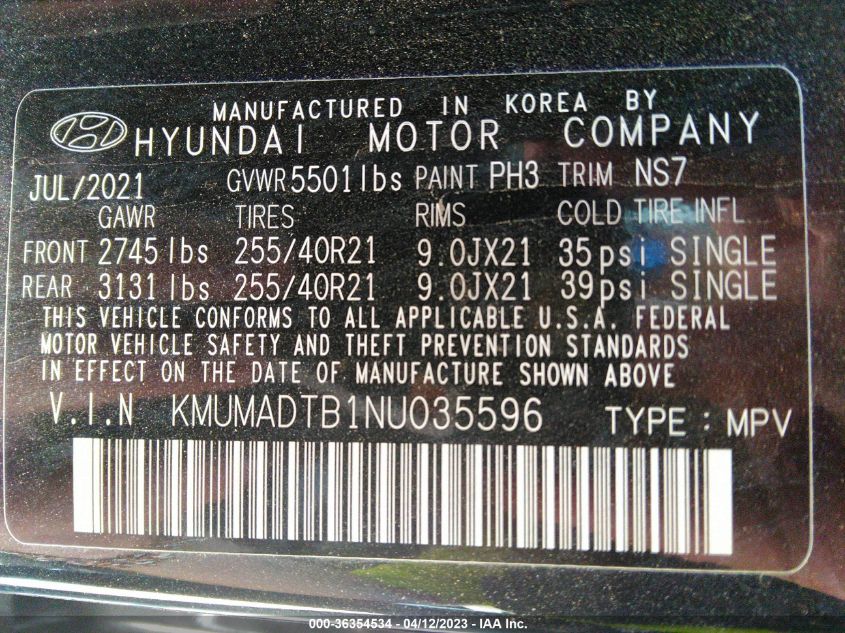 MANUFACTURED IN KOREA BY
HYUNDAI MOTOR COMPANY
JUL/2021 GVWR 5501lbs PAINT PH3 TRIM NS7
GAWR TIRES RIMS COLD TIRE INFL
FRONT 2745 lbs 255/40R21 9.0JX21 35psi SINGLE
REAR 3131 lbs 255/40R21 9.0JX21 39psi SINGLE
THIS VEHICLE CONFORMS TO ALL APPLICABLE U.S.A. FEDERAL
MOTOR VEHICLE SAFETY AND THEFT PREVENTION STANDARDS
IN EFFECT ON THE DATE OF MANUFACTURE SHOWN ABOVE
V.I.N KMUMADTB1NU035596 TYPE : MPV
000-36354534 - 04/12/2023 - IAA Inc.